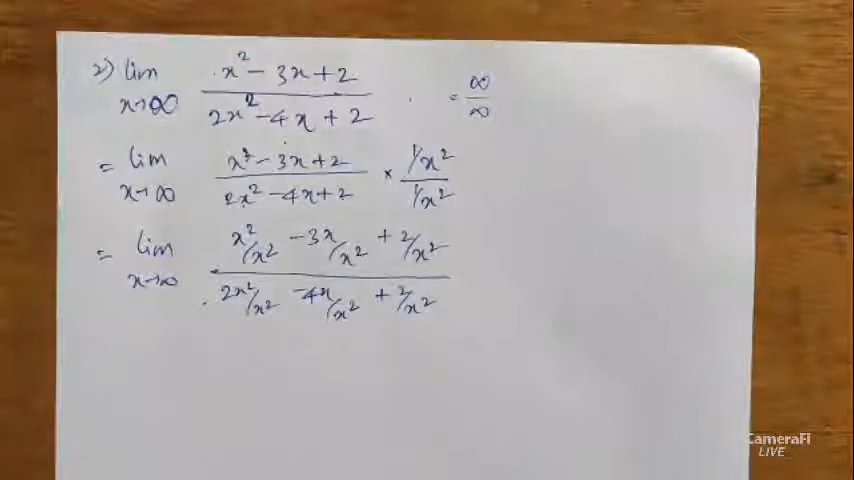 2) lim x→∞ (x² - 3x + 2)/(2x² - 4x + 2) = ∞/∞
= lim x→∞ (x² - 3x + 2)/(2x² - 4x + 2) × (1/x²)/(1/x²)
= lim x→∞ (x²/x² - 3x/x² + 2/x²)/(2x²/x² - 4x/x² + 2/x²)
CameraFi
LIVE